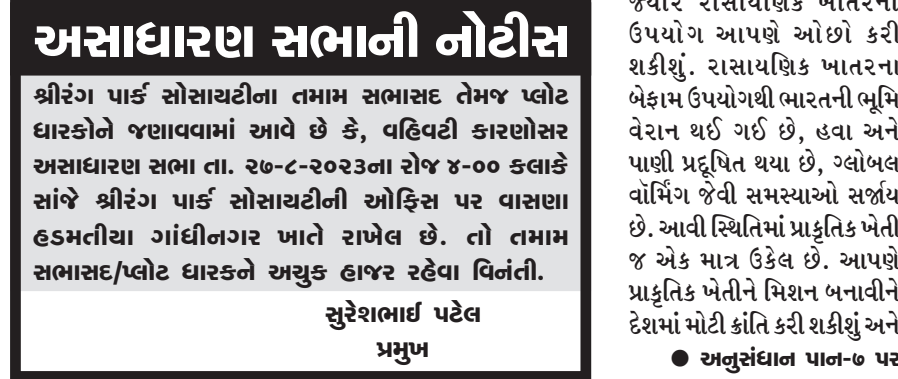 અસાધારણ સભાની નોટીસ
શ્રીરંગ પાર્ક સોસાયટીના તમામ સભાસદ તેમજ પ્લોટ
ધારકોને જણાવવામાં આવે છે કે, વહિવટી કારણોસર
અસાધારણ સભા તા. ૨૭-૮-૨૦૨૩ના રોજ ૪-૦૦ કલાકે
સાંજે શ્રીરંગ પાર્ક સોસાયટીની ઓફિસ પર વાસણા
હડમતીયા ગાંધીનગર ખાતે રાખેલ છે. તો તમામ
સભાસદ/પ્લોટ ધારકને અચુક હાજર રહેવા વિનંતી.
સુરેશભાઈ પટેલ
પ્રમુખ
જ્યારે રાસાયણિક ખાતરનો
ઉપયોગ આપણે ઓછો કરી
શકીશું. રાસાયણિક ખાતરના
બેફામ ઉપયોગથી ભારતની ભૂમિ
વેરાન થઈ ગઈ છે, હવા અને
પાણી પ્રદૂષિત થયા છે, ગ્લોબલ
વૉર્મિંગ જેવી સમસ્યાઓ સર્જાય
છે. આવી સ્થિતિમાં પ્રાકૃતિક ખેતી
જ એક માત્ર ઉકેલ છે. આપણે
પ્રાકૃતિક ખેતીને મિશન બનાવીને
દેશમાં મોટી ક્રાંતિ કરી શકીશું અને
● અનુસંધાન પાન-૭ પર